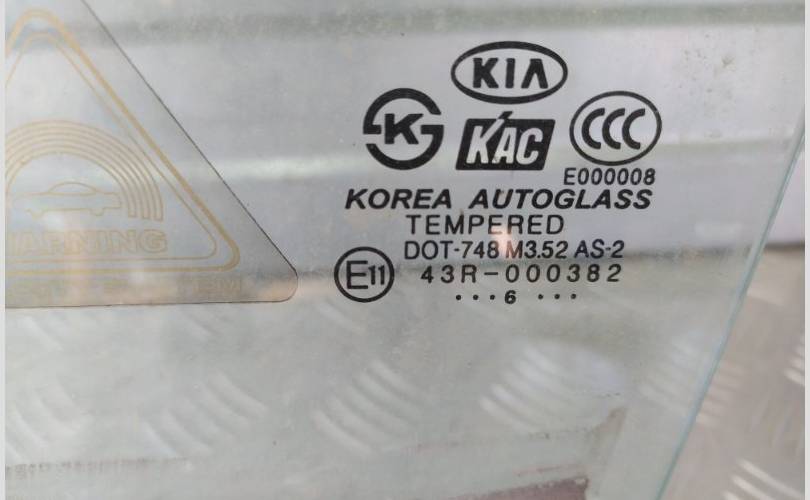 KIA
K
KAC
CCC
E000008
KOREA AUTOGLASS
TEMPERED
DOT-748 M3.52 AS-2
E11
43R-000382
...6 ...
WARNING